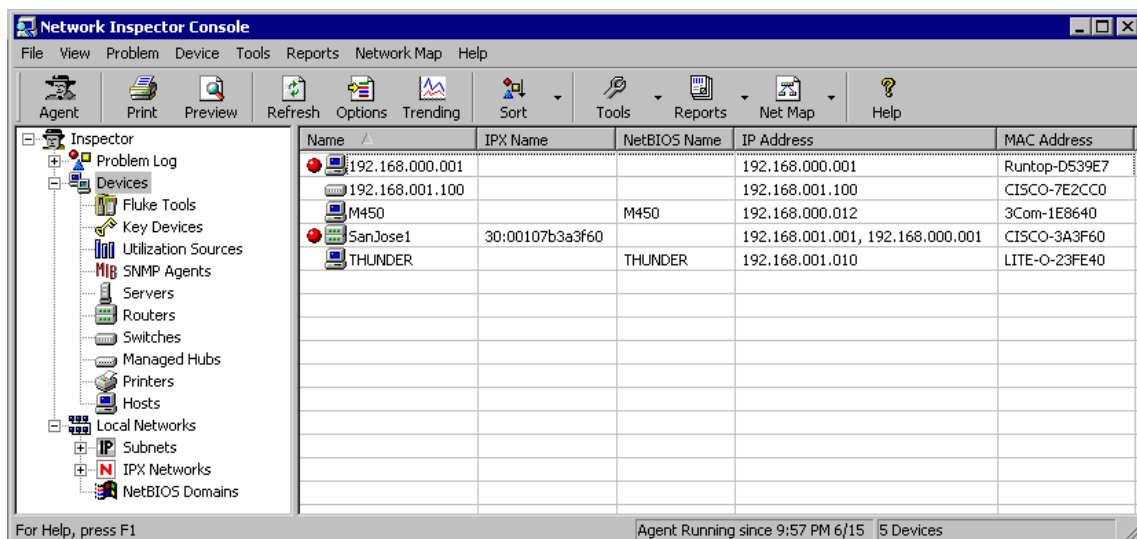 Network Inspector Console
File View Problem Device Tools Reports Network Map Help
Agent Print Preview Refresh Options Trending Sort Tools Reports Net Map Help
Inspector
Problem Log
Devices
Fluke Tools
Key Devices
Utilization Sources
MIB SNMP Agents
Servers
Routers
Switches
Managed Hubs
Printers
Hosts
Local Networks
IP Subnets
N IPX Networks
NetBIOS Domains
Name IPX Name NetBIOS Name IP Address MAC Address
192.168.000.001 192.168.000.001 Runtop-D539E7
192.168.001.100 192.168.001.100 CISCO-7E2CC0
M450 M450 192.168.000.012 3Com-1E8640
SanJose1 30:00107b3a3f60 192.168.001.001, 192.168.000.001 CISCO-3A3F60
THUNDER THUNDER 192.168.001.010 LITE-O-23FE40
For Help, press F1 Agent Running since 9:57 PM 6/15 5 Devices